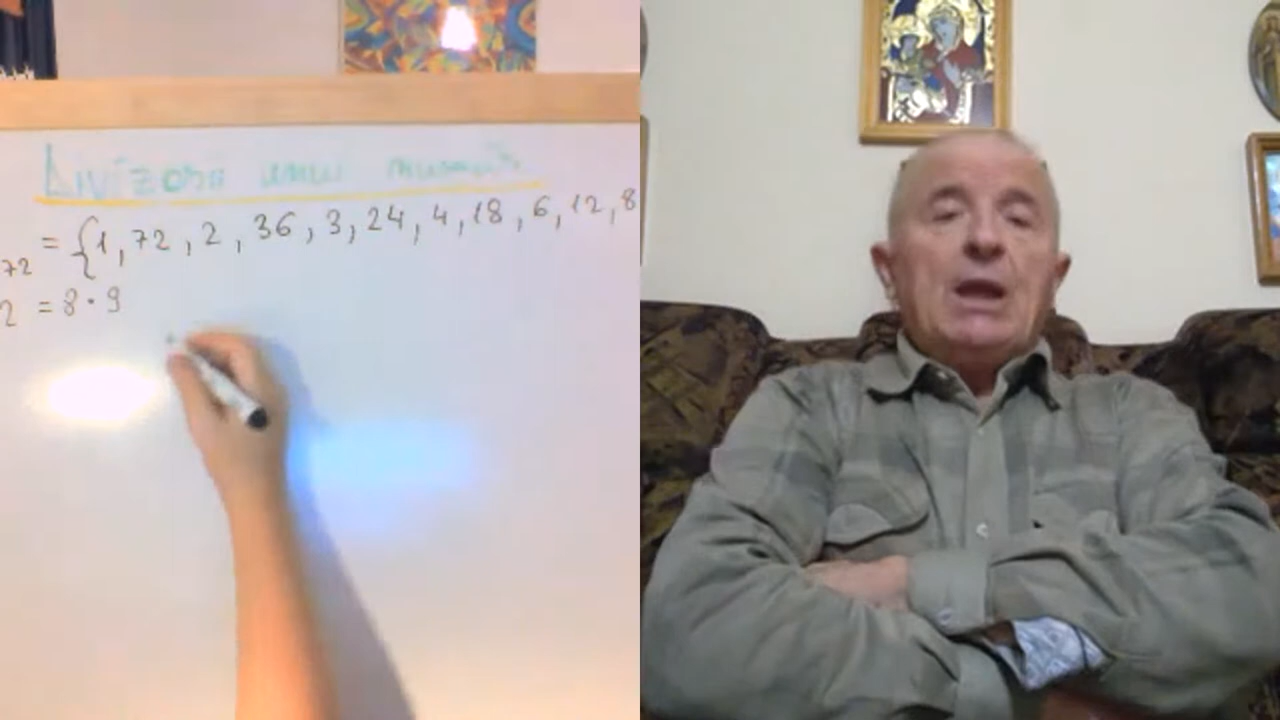 Divizorii unui număr
72 = {1, 72, 2, 36, 3, 24, 4, 18, 6, 12, 8
2 = 8 · 9